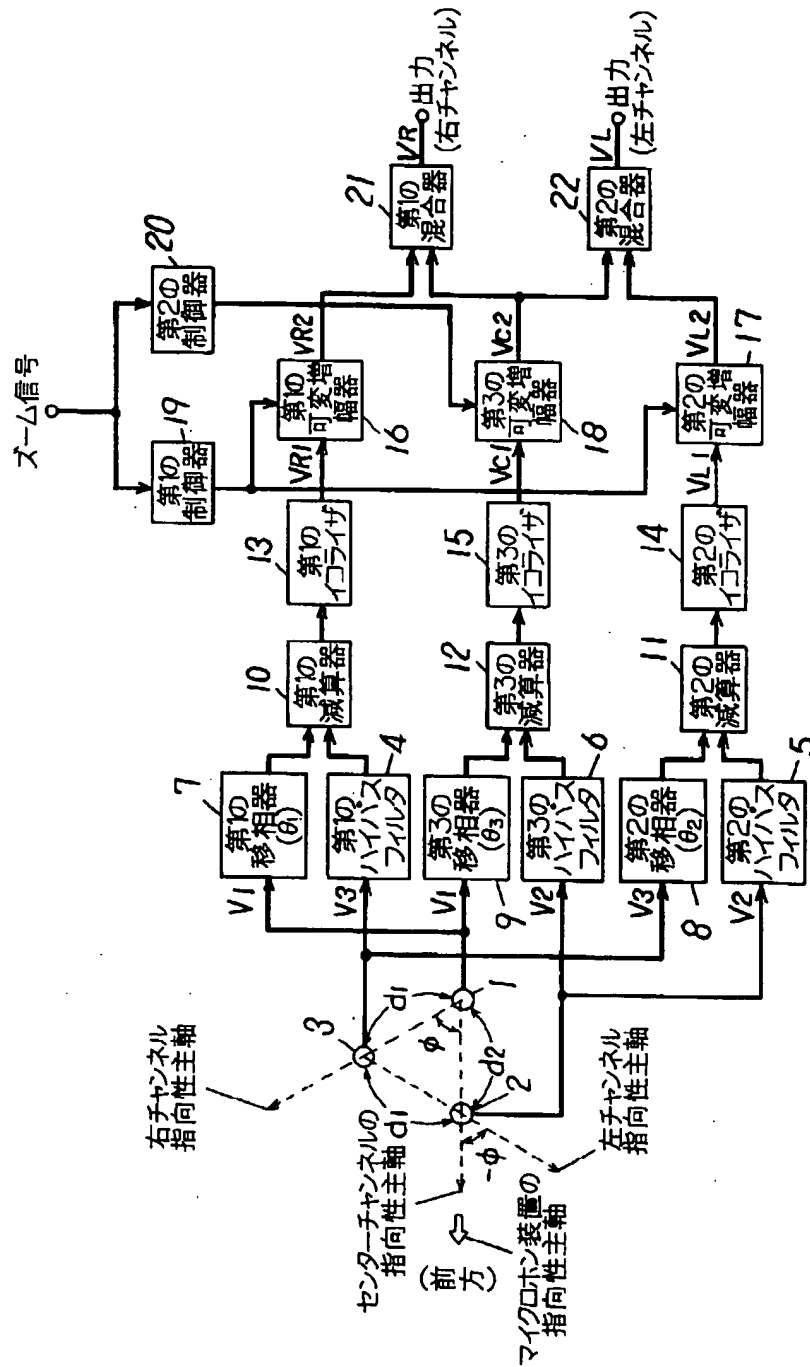 ズーム信号
19
第1の
制御器
20
第2の
制御器
右チャンネル
指向性主軸
センターチャンネルの
指向性主軸
(前
方)
マイクロホン装置の
指向性主軸
左チャンネル
指向性主軸
3
d1
d1
φ
1
d2
2
-φ
V1
7
第1の
移相器
(θ1)
V3
4
第1の
ハイパス
フィルタ
V1
9
第3の
移相器
(θ3)
V2
6
第3の
ハイパス
フィルタ
V3
8
第2の
移相器
(θ2)
V2
5
第2の
ハイパス
フィルタ
10
第1の
減算器
12
第3の
減算器
11
第2の
減算器
13
第1の
イコライザ
15
第3の
イコライザ
14
第2の
イコライザ
VR1
第1の
可変増
幅器
16
VR2
VC1
第3の
可変増
幅器
18
VC2
VL1
第2の
可変増
幅器
17
VL2
21
第1の
混合器
VR
出力
(右チャンネル)
22
第2の
混合器
VL
出力
(左チャンネル)